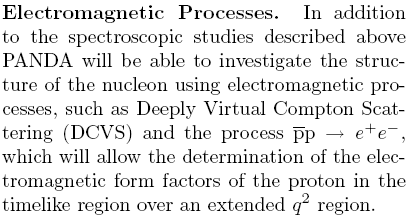 Electromagnetic Processes. In addition
to the spectroscopic studies described above
PANDA will be able to investigate the struc-
ture of the nucleon using electromagnetic pro-
cesses, such as Deeply Virtual Compton Scat-
tering (DCVS) and the process p̅p → e⁺e⁻,
which will allow the determination of the elec-
tromagnetic form factors of the proton in the
timelike region over an extended q² region.